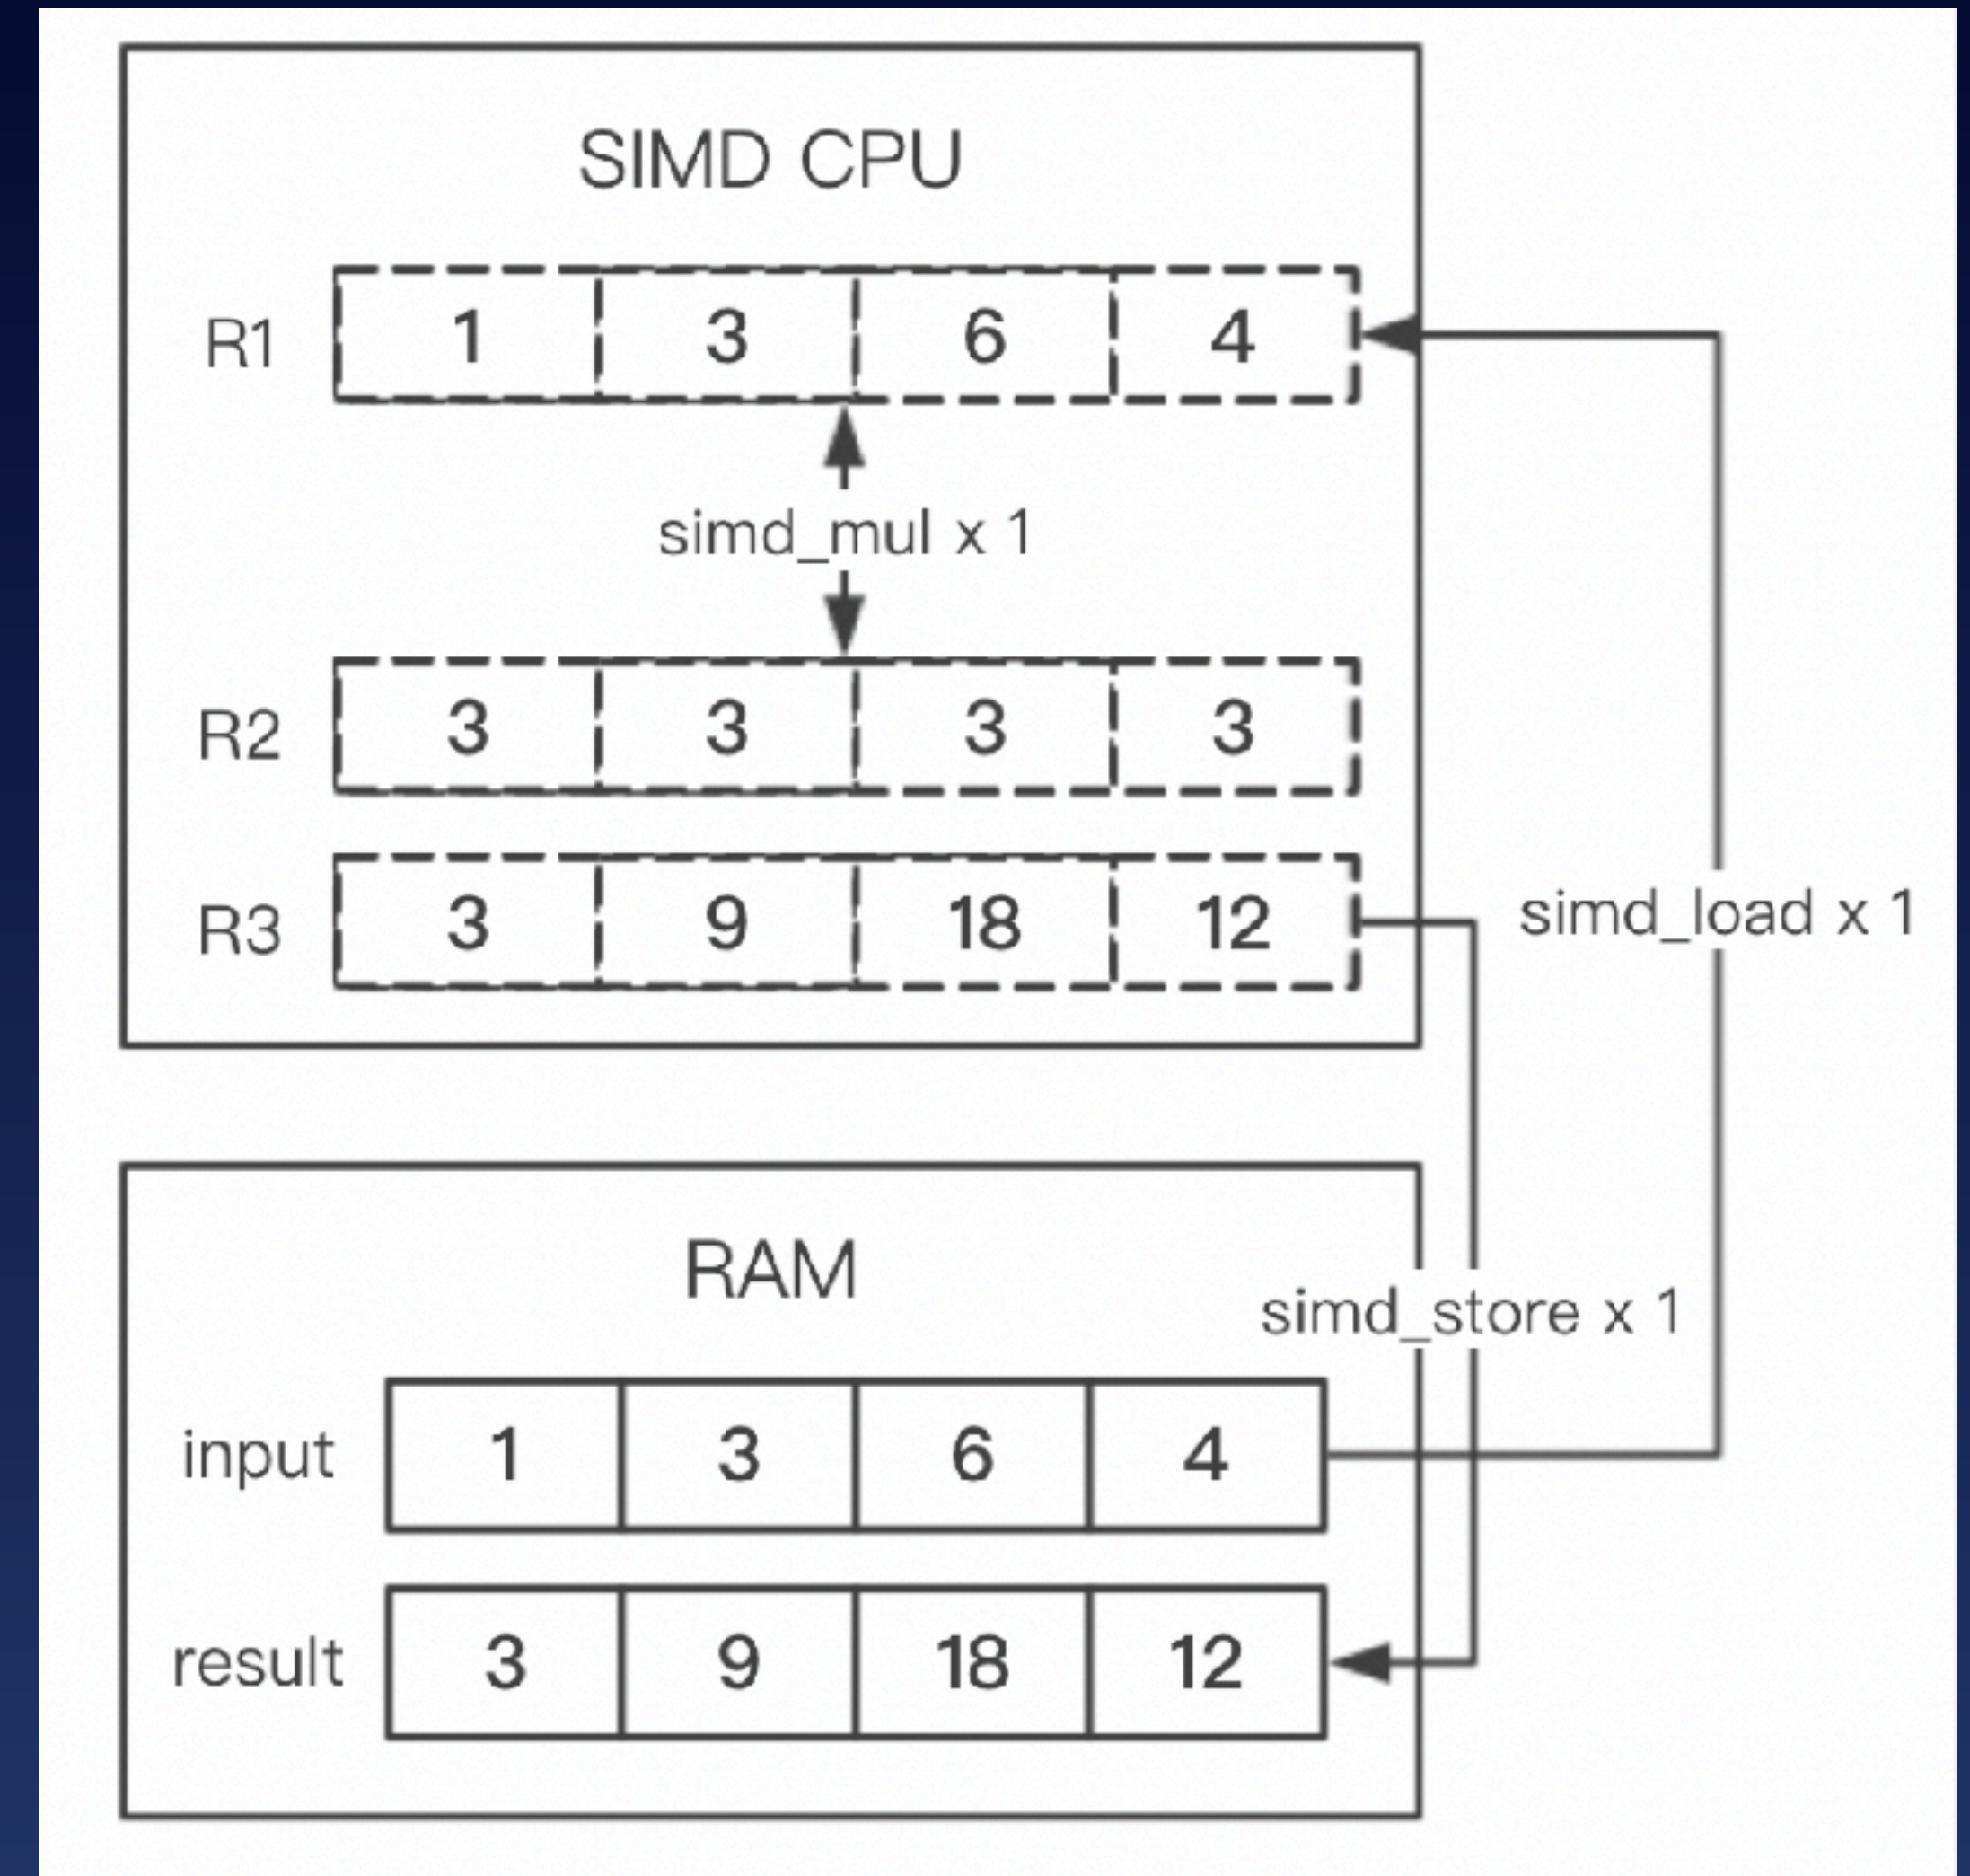 SIMD CPU
R1 1 3 6 4
simd_mul x 1
R2 3 3 3 3
R3 3 9 18 12
simd_load x 1
RAM
simd_store x 1
input 1 3 6 4
result 3 9 18 12